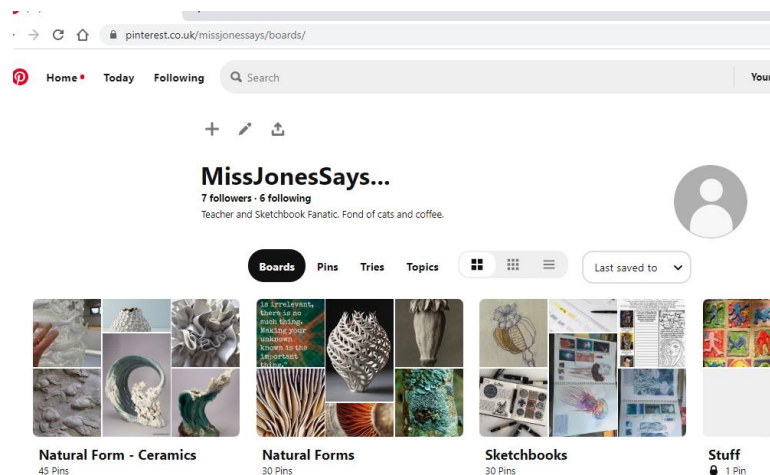 pinterest.co.uk/missjonessays/boards/
Home Today Following Search Your
MissJonesSays...
7 followers · 6 following
Teacher and Sketchbook Fanatic. Fond of cats and coffee.
Boards Pins Tries Topics Last saved to
is irrelevant,
there is no
such thing.
Making your
unknown
known is the
important
thing."
Natural Form - Ceramics
45 Pins
Natural Forms
30 Pins
Sketchbooks
30 Pins
Stuff
1 Pin